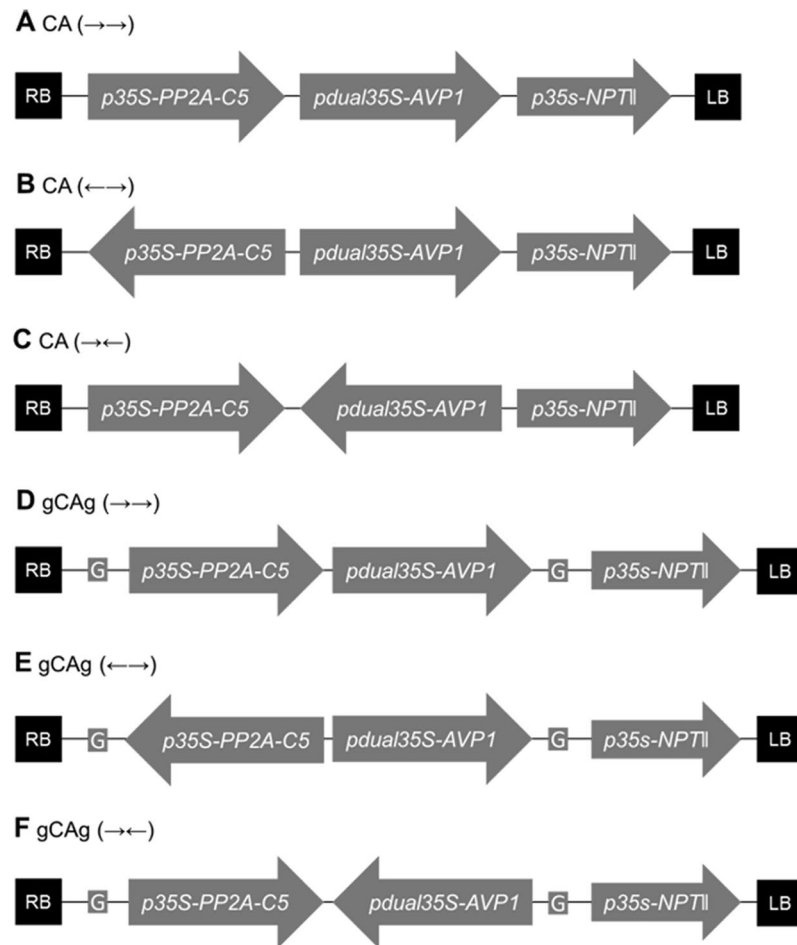 A CA (→→)
RB p35S-PP2A-C5 pdual35S-AVP1 p35s-NPTII LB
B CA (←→)
RB p35S-PP2A-C5 pdual35S-AVP1 p35s-NPTII LB
C CA (→←)
RB p35S-PP2A-C5 pdual35S-AVP1 p35s-NPTII LB
D gCAg (→→)
RB G p35S-PP2A-C5 pdual35S-AVP1 G p35s-NPTII LB
E gCAg (←→)
RB G p35S-PP2A-C5 pdual35S-AVP1 G p35s-NPTII LB
F gCAg (→←)
RB G p35S-PP2A-C5 pdual35S-AVP1 G p35s-NPTII LB